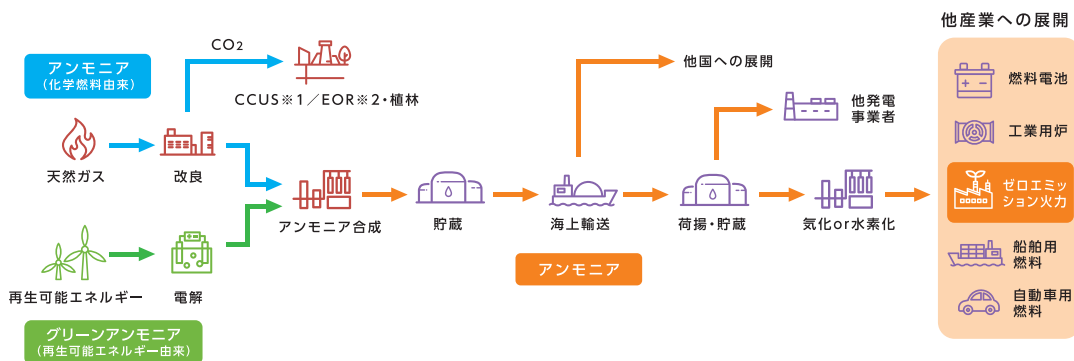 他産業への展開
CO2
アンモニア
（化学燃料由来）
CCUS※1／EOR※2・植林
他国への展開
他発電
事業者
燃料電池
工業用炉
ゼロエミッ
ション火力
船舶用
燃料
自動車用
燃料
天然ガス
改良
アンモニア合成
貯蔵
海上輸送
荷揚・貯蔵
気化or水素化
アンモニア
再生可能エネルギー
電解
グリーンアンモニア
（再生可能エネルギー由来）